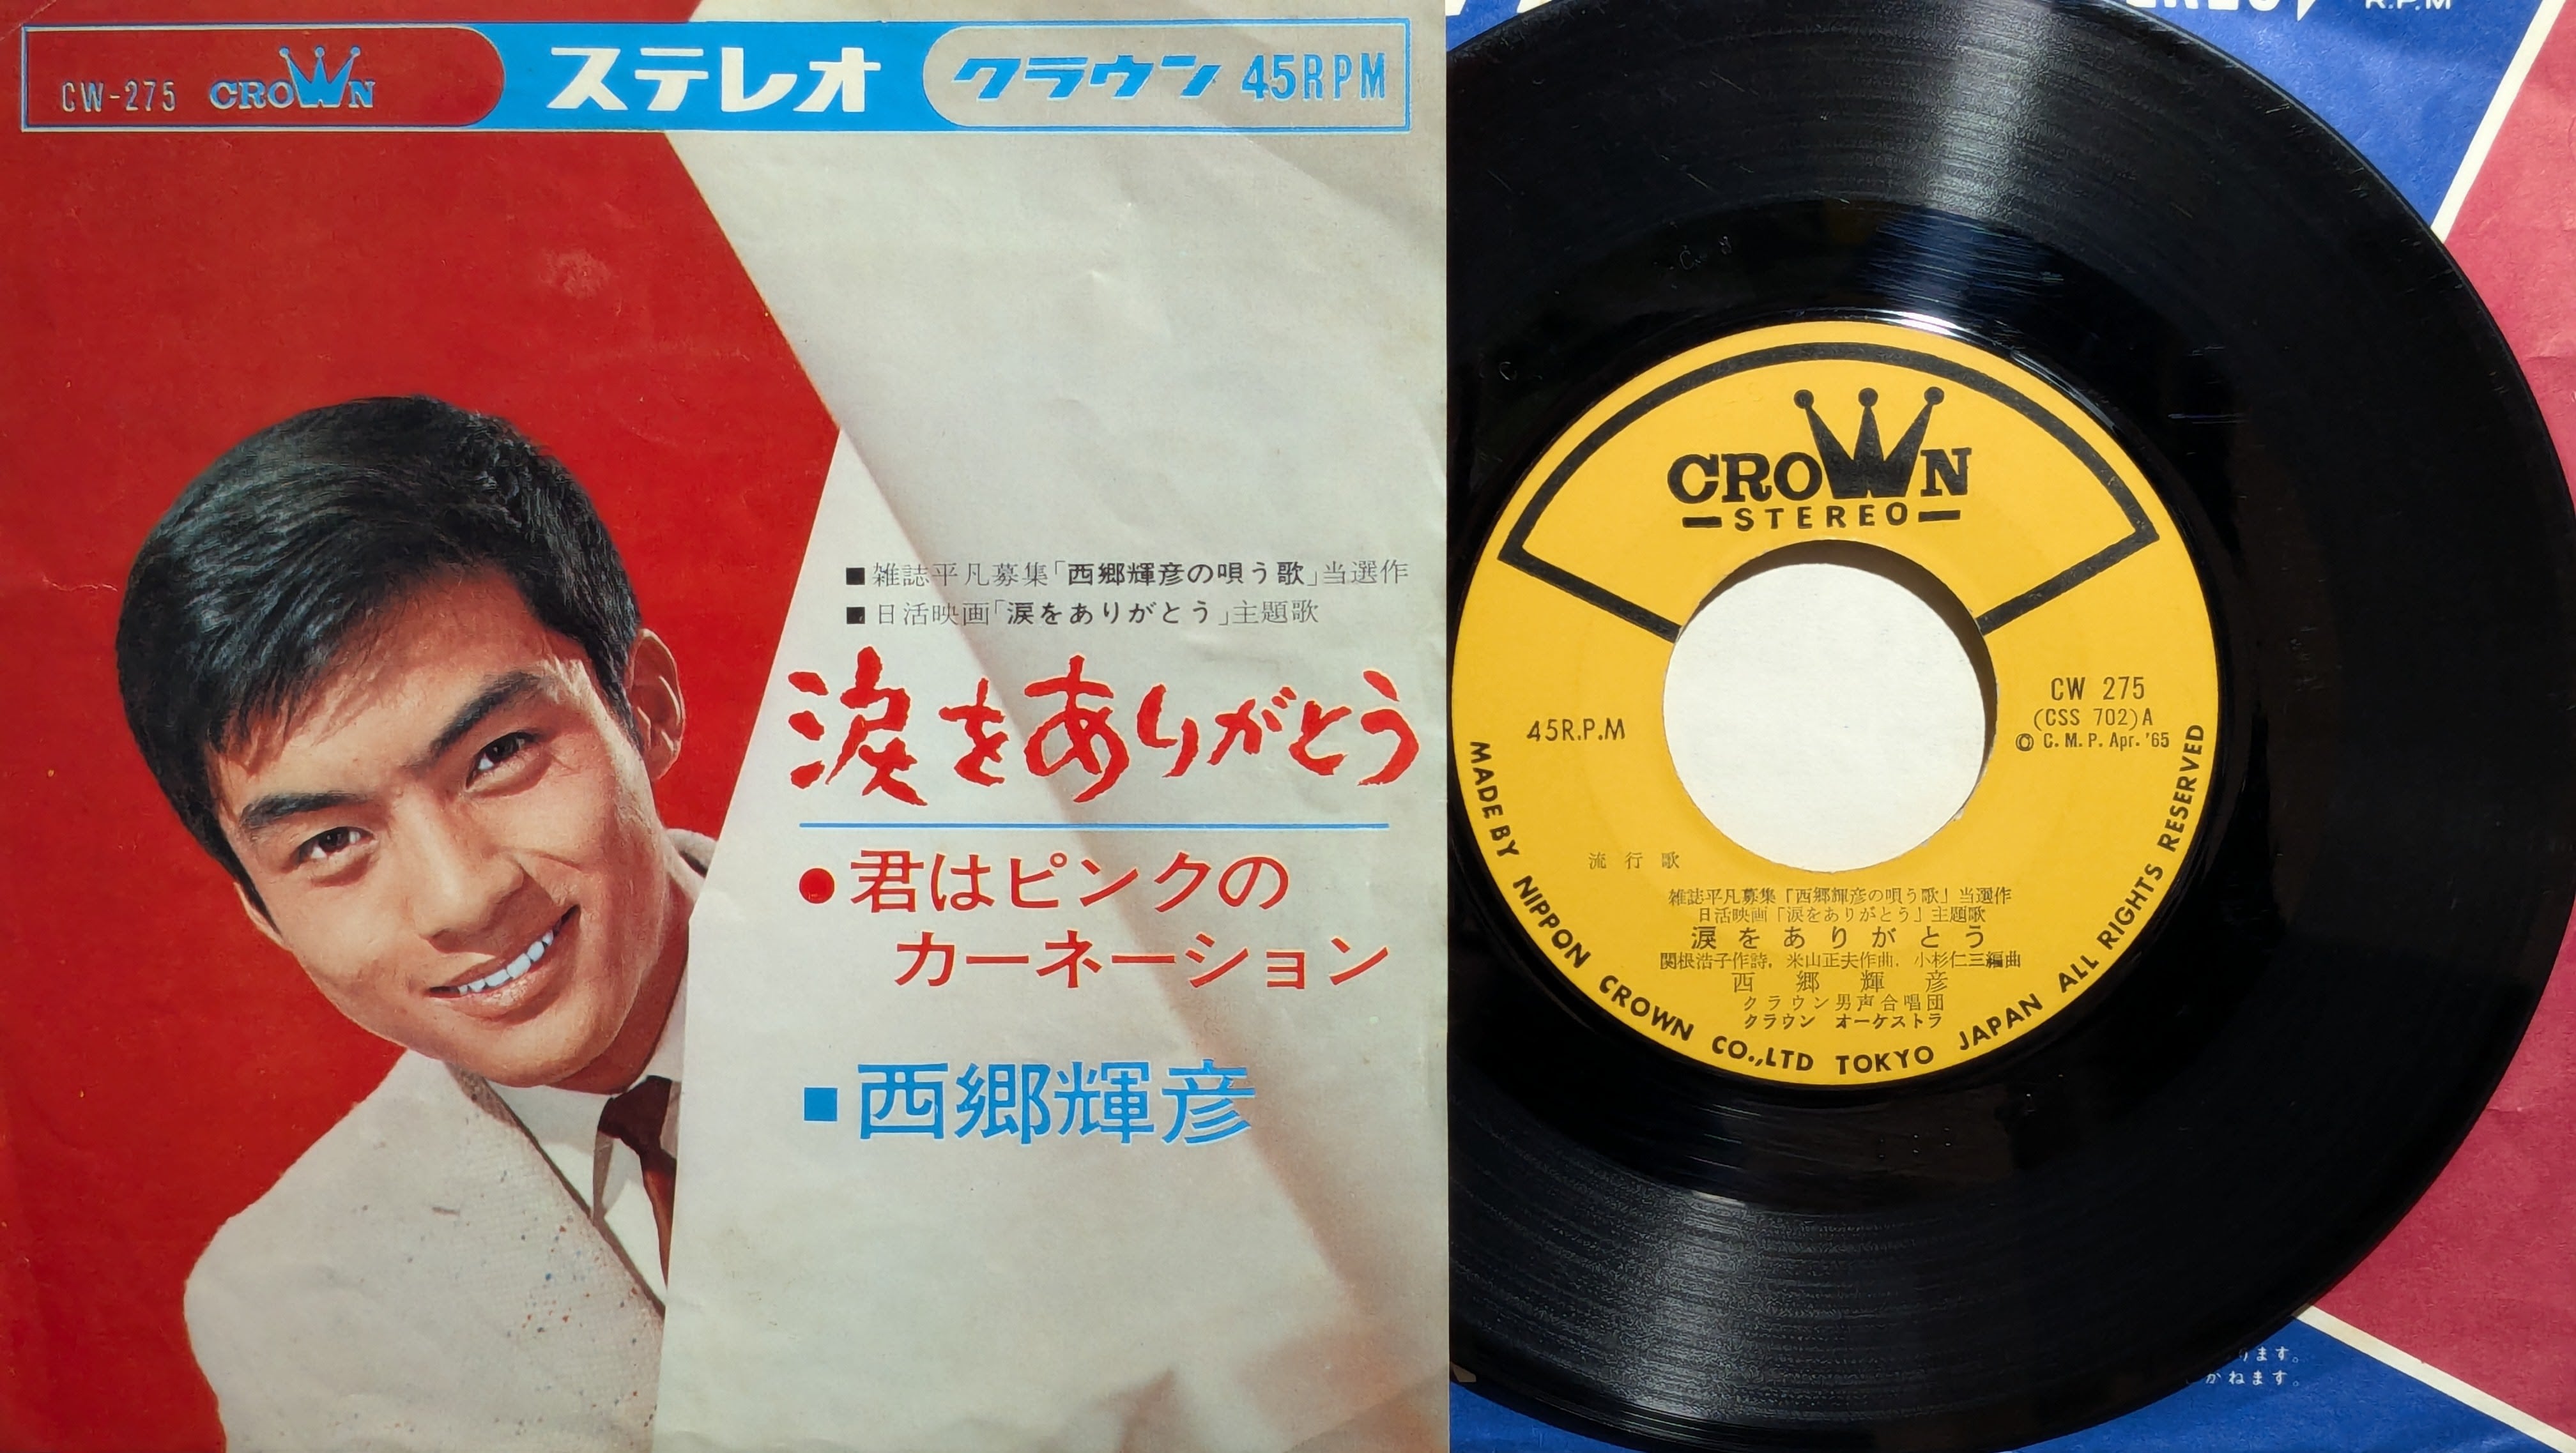 CW-275 CROWN ステレオ クラウン 45RPM
■雑誌平凡募集「西郷輝彦の唄う歌」当選作
■日活映画「涙をありがとう」主題歌
涙をありがとう
●君はピンクの
カーネーション
■西郷輝彦
R.P.M
CROWN
STEREO
45R.P.M
CW 275
(CSS 702)A
© C. M. P. Apr. '65
流行歌
雑誌平凡募集「西郷輝彦の唄う歌」当選作
日活映画「涙をありがとう」主題歌
涙をありがとう
関根浩子作詩, 米山正夫作曲, 小杉仁三編曲
西郷輝彦
クラウン男声合唱団
クラウン オーケストラ
MADE BY NIPPON CROWN CO.,LTD TOKYO JAPAN ALL RIGHTS RESERVED
ります。
かねます。